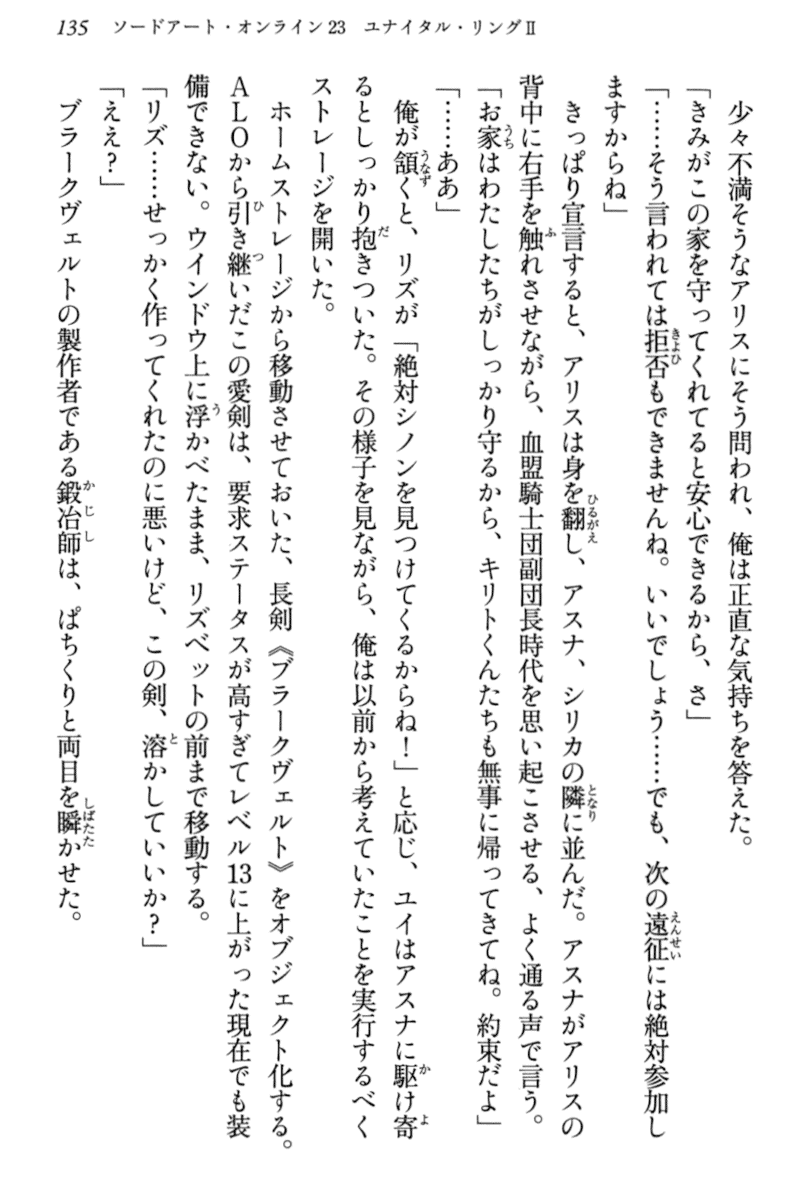 135　ソードアート・オンライン23　ユナイタル・リングⅡ
　少々不満そうなアリスにそう問われ、俺は正直な気持ちを答えた。
「きみがこの家を守ってくれてると安心できるから、さ」
「……そう言われては拒否もできませんね。いいでしょう……でも、次の遠征には絶対参加し
ますからね」
　きっぱり宣言すると、アリスは身を翻し、アスナ、シリカの隣に並んだ。アスナがアリスの
背中に右手を触れさせながら、血盟騎士団副団長時代を思い起こさせる、よく通る声で言う。
「お家はわたしたちがしっかり守るから、キリトくんたちも無事に帰ってきてね。約束だよ」
「……ああ」
　俺が頷くと、リズが「絶対シノンを見つけてくるからね！」と応じ、ユイはアスナに駆け寄
るとしっかり抱きついた。その様子を見ながら、俺は以前から考えていたことを実行するべく
ストレージを開いた。
　ホームストレージから移動させておいた、長剣《ブラークヴェルト》をオブジェクト化する。
ALOから引き継いだこの愛剣は、要求ステータスが高すぎてレベル13に上がった現在でも装
備できない。ウインドウ上に浮かべたまま、リズベットの前まで移動する。
「リズ……せっかく作ってくれたのに悪いけど、この剣、溶かしていいか？」
「ええ？」
　ブラークヴェルトの製作者である鍛冶師は、ぱちくりと両目を瞬かせた。